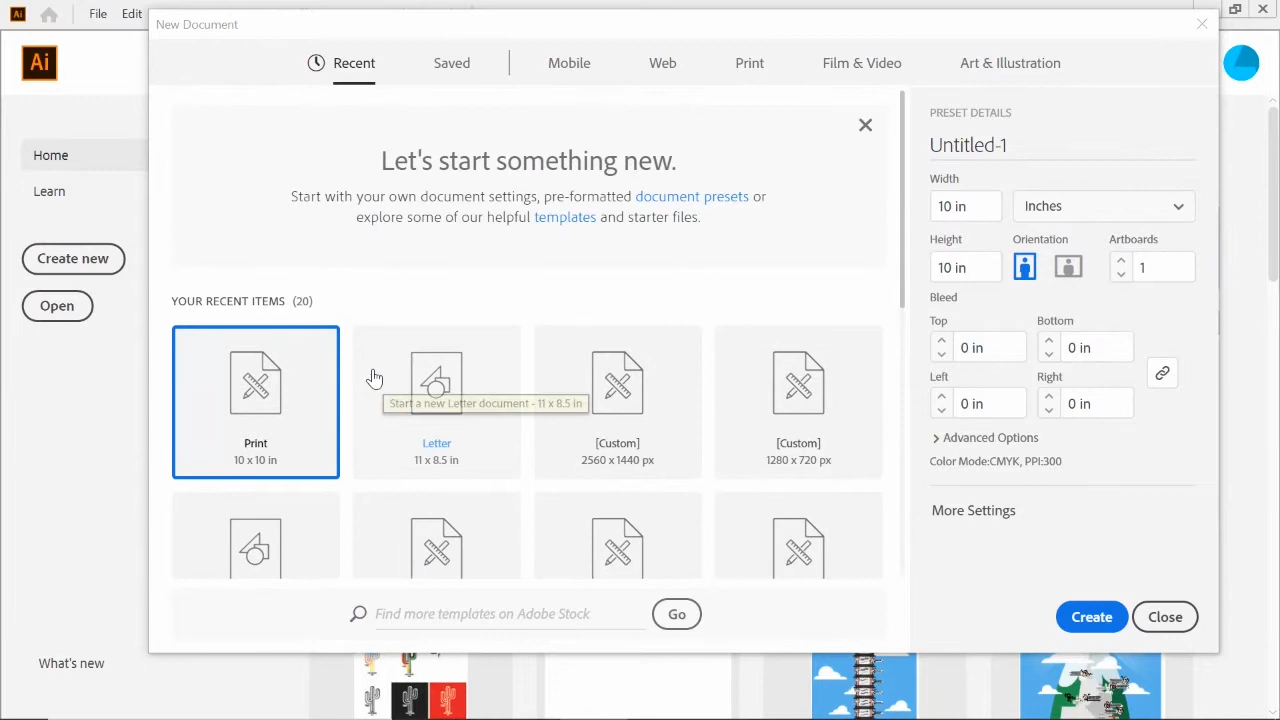 Ai
File
Edit
New Document
Ai
Recent
Saved
Mobile
Web
Print
Film & Video
Art & Illustration
Home
Learn
Create new
Open
What's new
Let's start something new.
Start with your own document settings, pre-formatted document presets or
explore some of our helpful templates and starter files.
YOUR RECENT ITEMS (20)
Print
10 x 10 in
Letter
11 x 8.5 in
[Custom]
2560 x 1440 px
[Custom]
1280 x 720 px
Start a new Letter document - 11 x 8.5 in
Find more templates on Adobe Stock
Go
PRESET DETAILS
Untitled-1
Width
10 in
Inches
Height
Orientation
Artboards
10 in
1
Bleed
Top
Bottom
0 in
0 in
Left
Right
0 in
0 in
Advanced Options
Color Mode:CMYK, PPI:300
More Settings
Create
Close